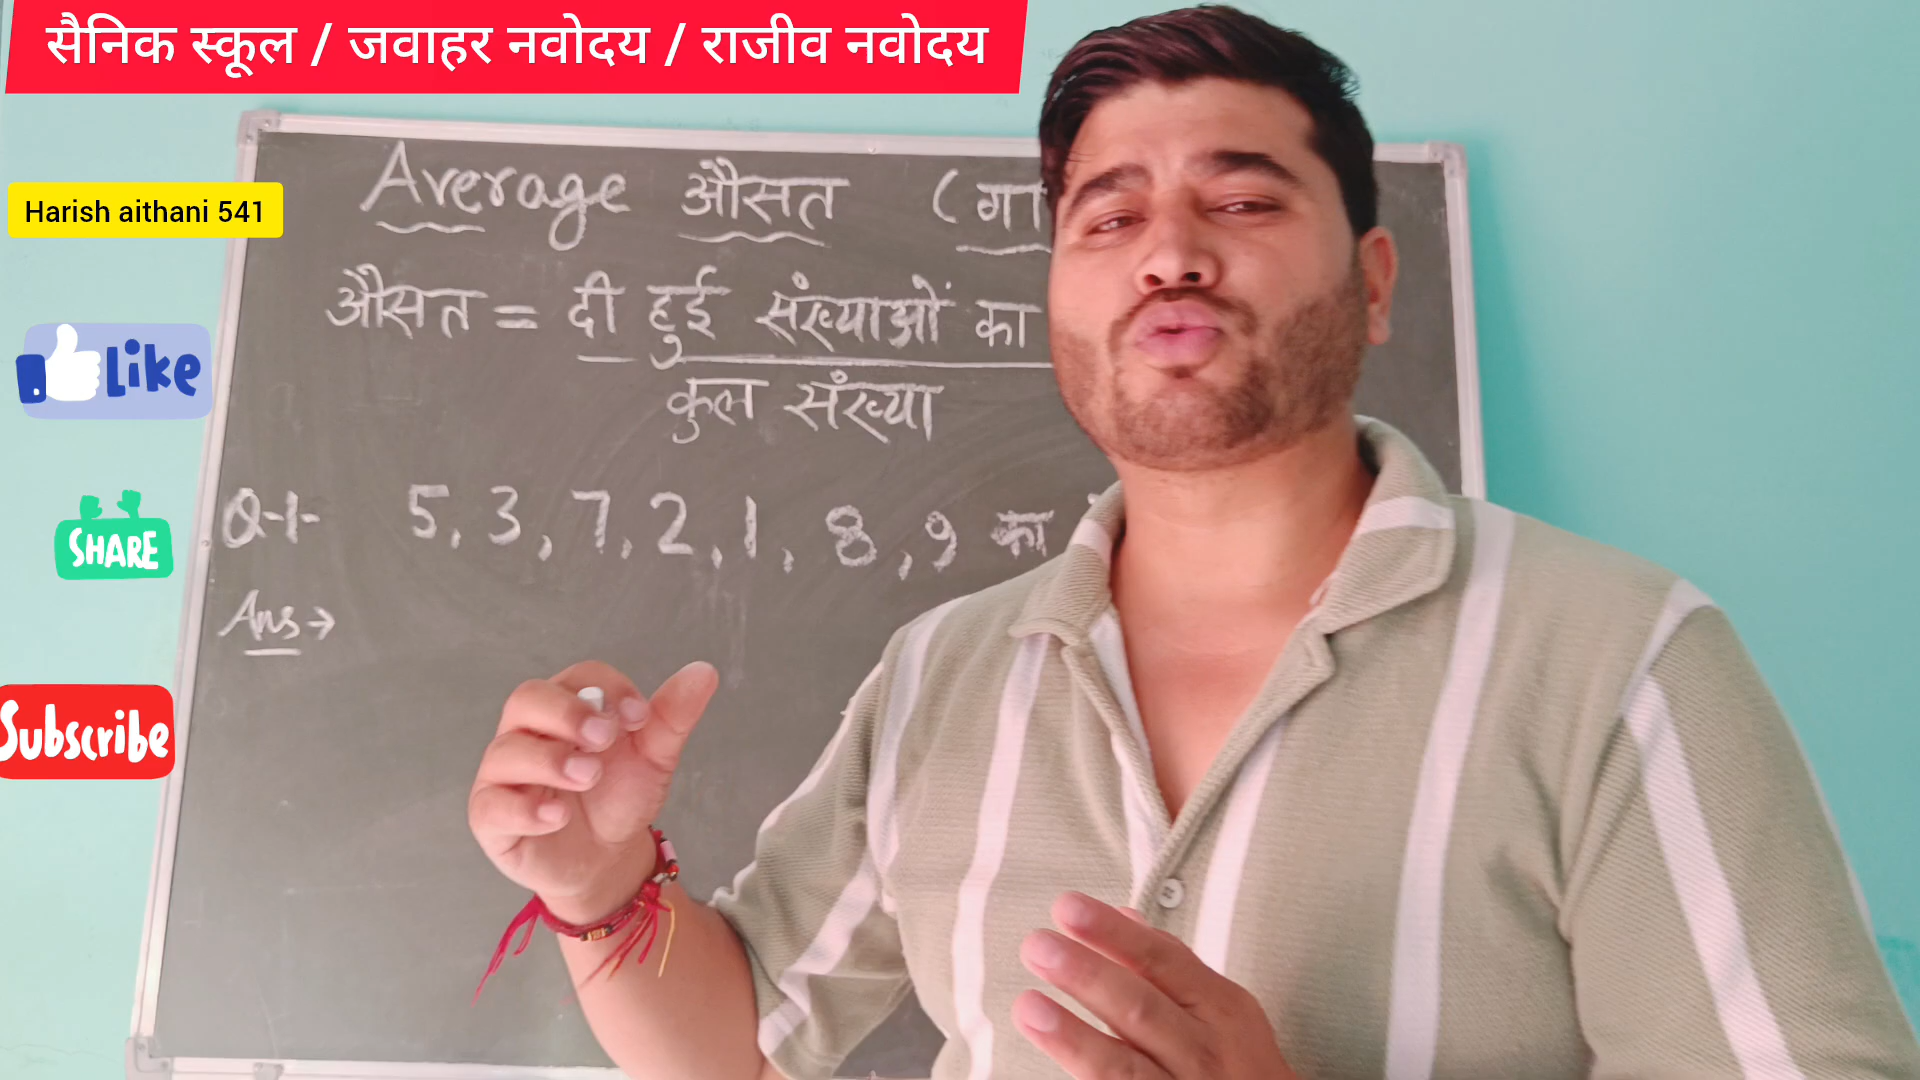 सैनिक स्कूल / जवाहर नवोदय / राजीव नवोदय
Harish aithani 541
Average औसत (
औसत = दी हुई संख्याओं का
कुल संख्या
Like
Q-1- 5, 3, 7, 2, 1, 8, 9 का
SHARE
Ans →
Subscribe